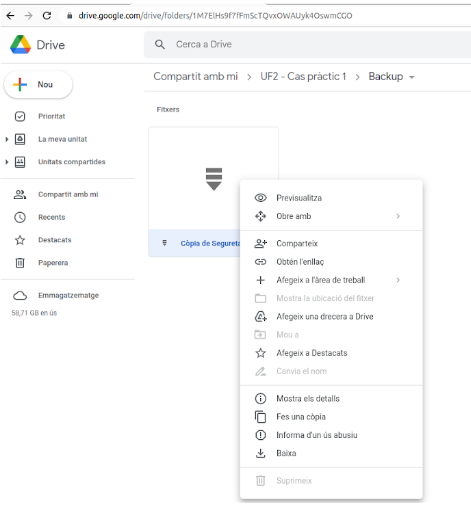 drive.google.com/drive/folders/1M7ElHs9f7fFmScTQvxOWAUyk4OswmCGO
Drive
Cerca a Drive
Nou
Compartit amb mi > UF2 - Cas pràctic 1 > Backup
Fitxers
Prioritat
La meva unitat
Unitats compartides
Compartit amb mi
Recents
Destacats
Paperera
Emmagatzematge
58,71 GB en ús
Còpia de Segureta
Previsualitza
Obre amb
Comparteix
Obtén l'enllaç
Afegeix a l'àrea de treball
Mostra la ubicació del fitxer
Afegeix una drecera a Drive
Mou a
Afegeix a Destacats
Canvia el nom
Mostra els detalls
Fes una còpia
Informa d'un ús abusiu
Baixa
Suprimeix